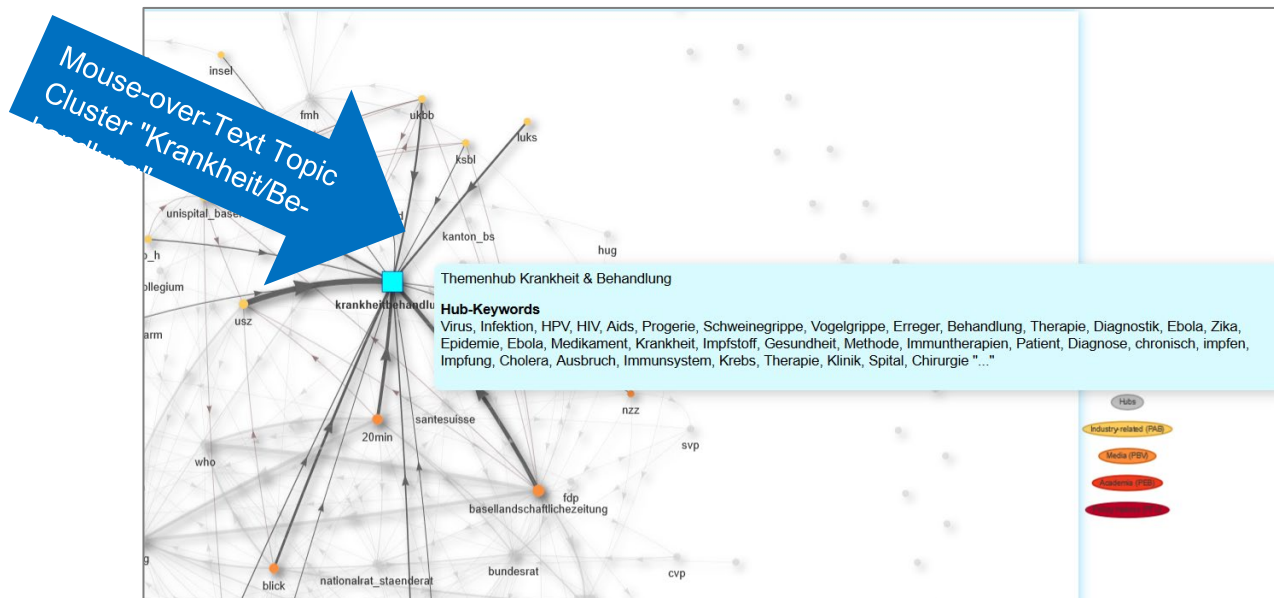 Mouse-over-Text Topic
Cluster "Krankheit/Be-
insel
fmh
ukbb
luks
ksbl
unispital_base
kanton_bs
hug
o_h
ollegium
krankheitbehandlu
usz
arm
Themenhub Krankheit & Behandlung
Hub-Keywords
Virus, Infektion, HPV, HIV, Aids, Progerie, Schweinegrippe, Vogelgrippe, Erreger, Behandlung, Therapie, Diagnostik, Ebola, Zika,
Epidemie, Ebola, Medikament, Krankheit, Impfstoff, Gesundheit, Methode, Immuntherapien, Patient, Diagnose, chronisch, impfen,
Impfung, Cholera, Ausbruch, Immunsystem, Krebs, Therapie, Klinik, Spital, Chirurgie "..."
nzz
santesuisse
20min
svp
who
fdp
basellandschaftlichezeitung
g
blick
nationalrat_staenderat
bundesrat
cvp
Hubs
Industry-related (PAB)
Media (PBV)
Academia (PEB)